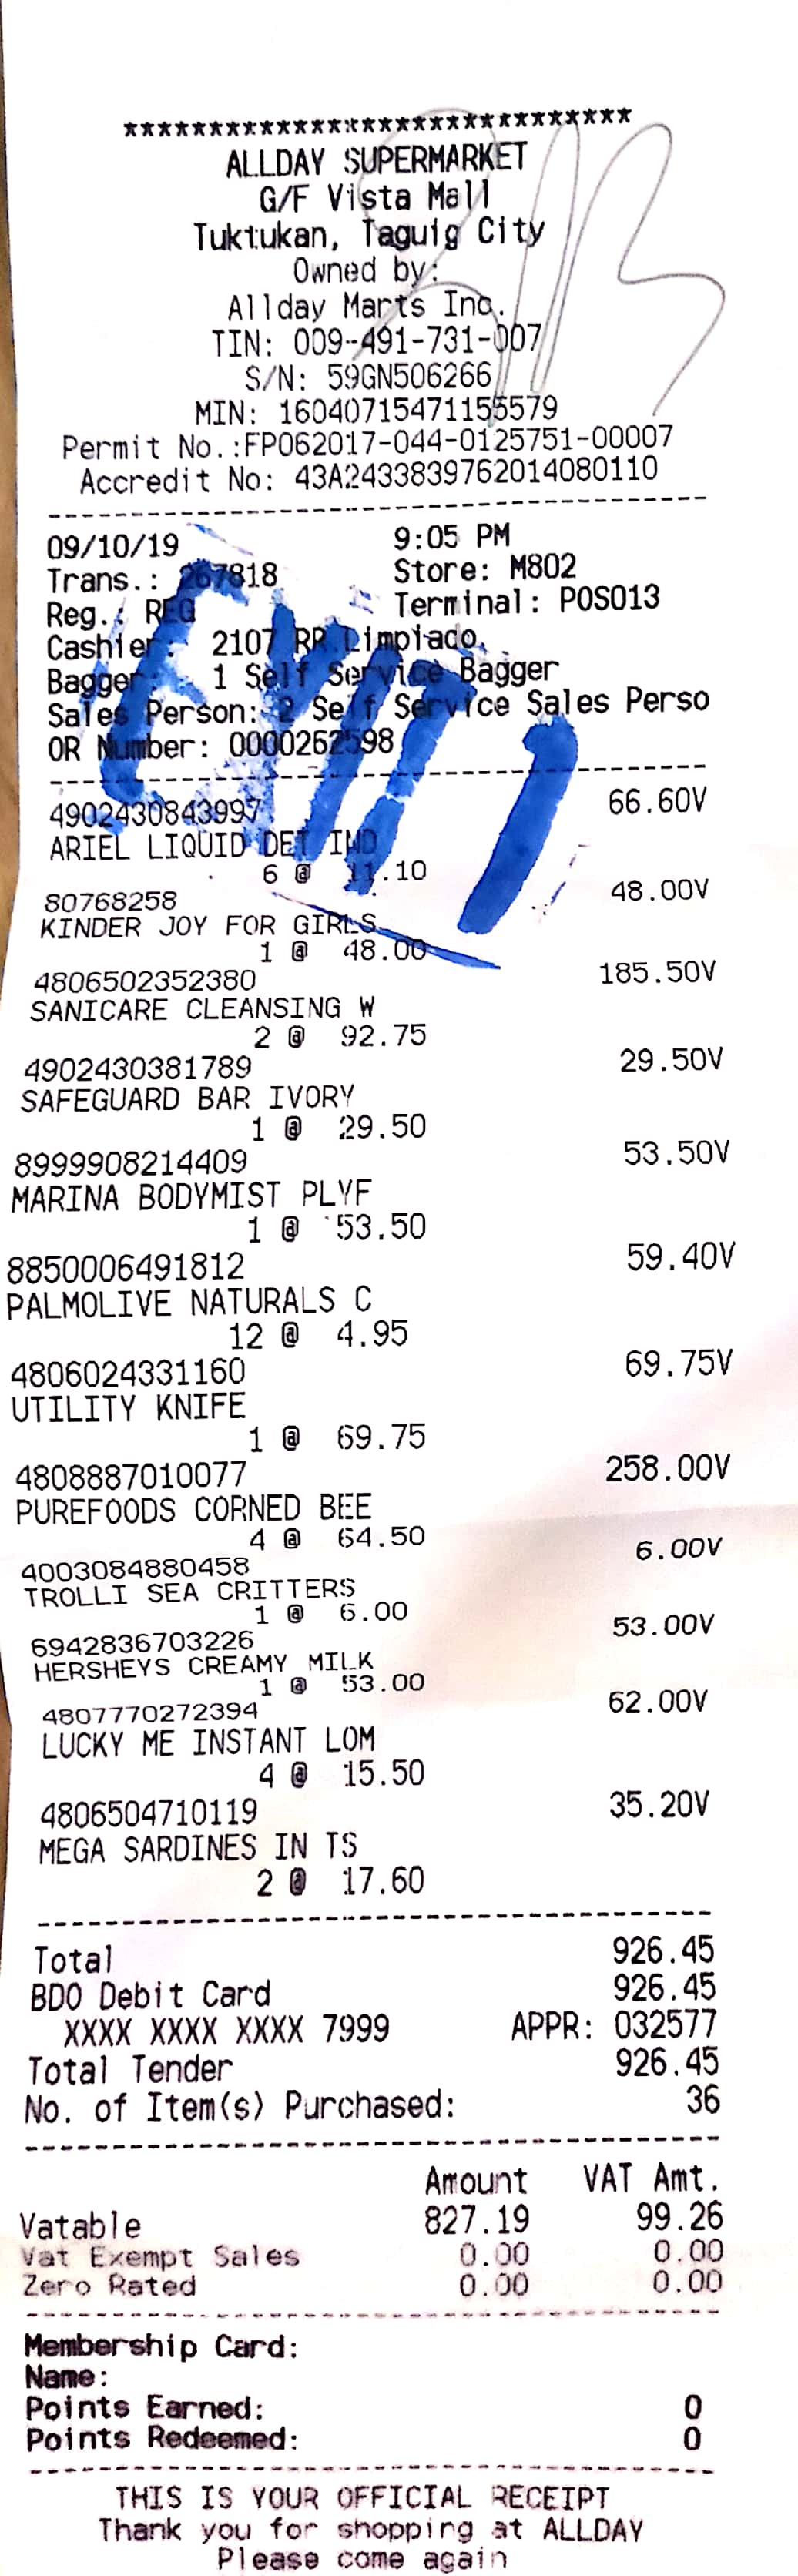 ******************************
ALLDAY SUPERMARKET
G/F Vista Mall
Tuktukan, Taguig City
Owned by:
Allday Marts Inc.
TIN: 009-491-731-007
S/N: 59GN506266
MIN: 16040715471155579
Permit No.:FP062017-044-0125751-00007
Accredit No: 43A2433839762014080110
09/10/19 9:05 PM
Trans.: 267818 Store: M802
Reg.: REG Terminal: POS013
Cashier: 2107 RR Limpiado
Bagger: 1 Self Service Bagger
Sales Person: 2 Self Service Sales Perso
OR Number: 0000262598
4902430843997 66.60V
ARIEL LIQUID DET IND
6 @ 11.10
80768258 48.00V
KINDER JOY FOR GIRLS
1 @ 48.00
4806502352380 185.50V
SANICARE CLEANSING W
2 @ 92.75
4902430381789 29.50V
SAFEGUARD BAR IVORY
1 @ 29.50
8999908214409 53.50V
MARINA BODYMIST PLYF
1 @ 53.50
8850006491812 59.40V
PALMOLIVE NATURALS C
12 @ 4.95
4806024331160 69.75V
UTILITY KNIFE
1 @ 69.75
4808887010077 258.00V
PUREFOODS CORNED BEE
4 @ 64.50
4003084880458 6.00V
TROLLI SEA CRITTERS
1 @ 6.00
6942836703226 53.00V
HERSHEYS CREAMY MILK
1 @ 53.00
4807770272394 62.00V
LUCKY ME INSTANT LOM
4 @ 15.50
4806504710119 35.20V
MEGA SARDINES IN TS
2 @ 17.60
Total 926.45
BDO Debit Card 926.45
XXXX XXXX XXXX 7999 APPR: 032577
Total Tender 926.45
No. of Item(s) Purchased: 36
Amount VAT Amt.
Vatable 827.19 99.26
Vat Exempt Sales 0.00 0.00
Zero Rated 0.00 0.00
Membership Card:
Name:
Points Earned: 0
Points Redeemed: 0
THIS IS YOUR OFFICIAL RECEIPT
Thank you for shopping at ALLDAY
Please come again